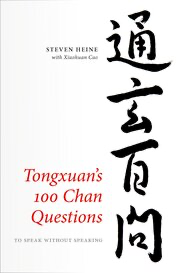 STEVEN HEINE
with Xiaohuan Cao
通玄百問
Tongxuan's
100 Chan
Questions
TO SPEAK WITHOUT SPEAKING